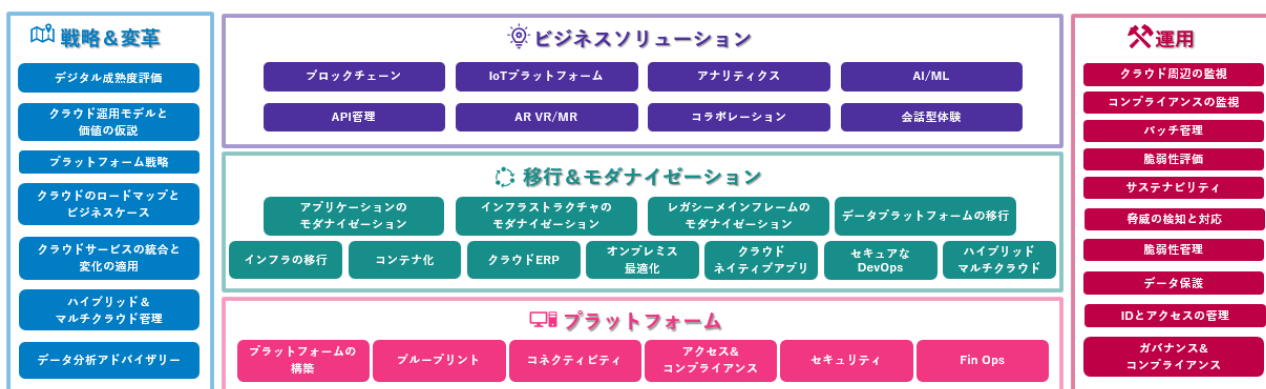 戦略&変革
デジタル成熟度評価
クラウド運用モデルと
価値の仮説
プラットフォーム戦略
クラウドのロードマップと
ビジネスケース
クラウドサービスの統合と
変化の適用
ハイブリッド&
マルチクラウド管理
データ分析アドバイザリー
ビジネスソリューション
ブロックチェーン
IoTプラットフォーム
アナリティクス
AI/ML
API管理
AR VR/MR
コラボレーション
会話型体験
移行&モダナイゼーション
アプリケーションの
モダナイゼーション
インフラストラクチャの
モダナイゼーション
レガシーメインフレームの
モダナイゼーション
データプラットフォームの移行
インフラの移行
コンテナ化
クラウドERP
オンプレミス
最適化
クラウド
ネイティブアプリ
セキュアな
DevOps
ハイブリッド
マルチクラウド
プラットフォーム
プラットフォームの
構築
ブループリント
コネクティビティ
アクセス&
コンプライアンス
セキュリティ
Fin Ops
運用
クラウド周辺の監視
コンプライアンスの監視
パッチ管理
脆弱性評価
サステナビリティ
脅威の検知と対応
脆弱性管理
データ保護
IDとアクセスの管理
ガバナンス&
コンプライアンス